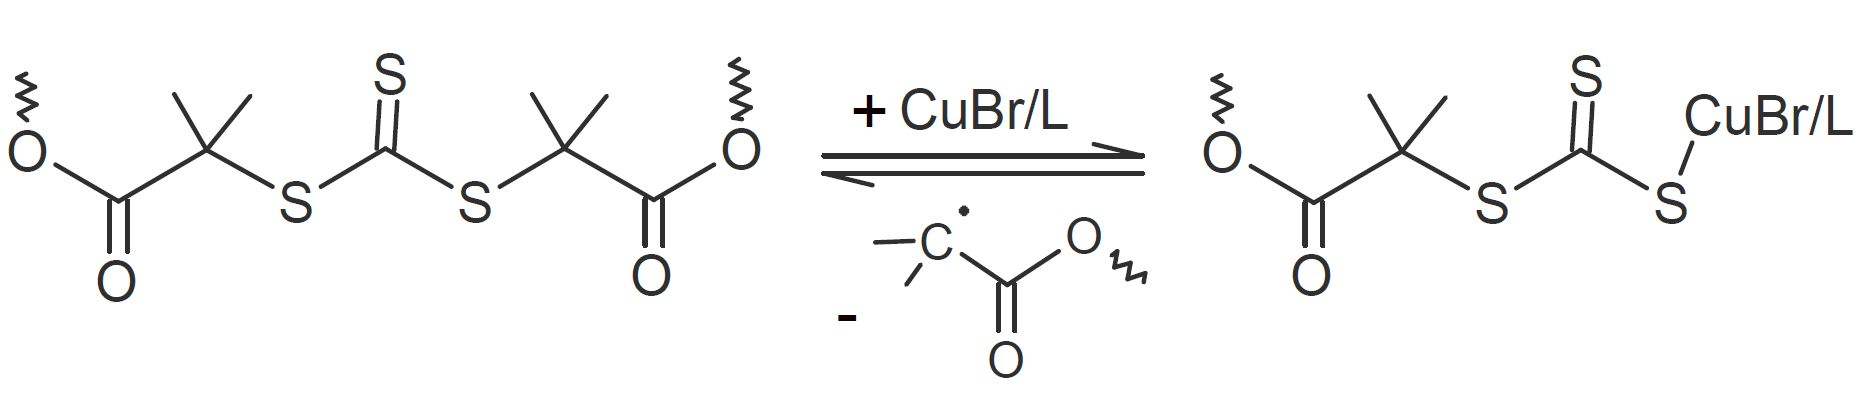 O O S S S O O
+ CuBr/L
- C O O
O O S S S CuBr/L